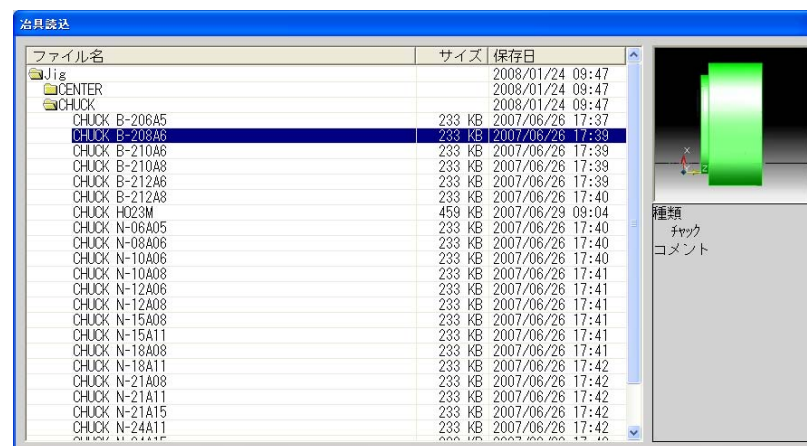 冶具読込
ファイル名 サイズ 保存日
Jig 2008/01/24 09:47
CENTER 2008/01/24 09:47
CHUCK 2008/01/24 09:47
CHUCK B-206A5 233 KB 2007/06/26 17:37
CHUCK B-208A6 233 KB 2007/06/26 17:39
CHUCK B-210A6 233 KB 2007/06/26 17:39
CHUCK B-210A8 233 KB 2007/06/26 17:39
CHUCK B-212A6 233 KB 2007/06/26 17:39
CHUCK B-212A8 233 KB 2007/06/26 17:40
CHUCK HO23M 459 KB 2007/06/29 09:04
CHUCK N-06A05 233 KB 2007/06/26 17:40
CHUCK N-08A06 233 KB 2007/06/26 17:40
CHUCK N-10A06 233 KB 2007/06/26 17:40
CHUCK N-10A08 233 KB 2007/06/26 17:41
CHUCK N-12A06 233 KB 2007/06/26 17:41
CHUCK N-12A08 233 KB 2007/06/26 17:41
CHUCK N-15A08 233 KB 2007/06/26 17:41
CHUCK N-15A11 233 KB 2007/06/26 17:41
CHUCK N-18A08 233 KB 2007/06/26 17:41
CHUCK N-18A11 233 KB 2007/06/26 17:42
CHUCK N-21A08 233 KB 2007/06/26 17:42
CHUCK N-21A11 233 KB 2007/06/26 17:42
CHUCK N-21A15 233 KB 2007/06/26 17:42
CHUCK N-24A11 233 KB 2007/06/26 17:42
X
Z
種類
チャック
コメント